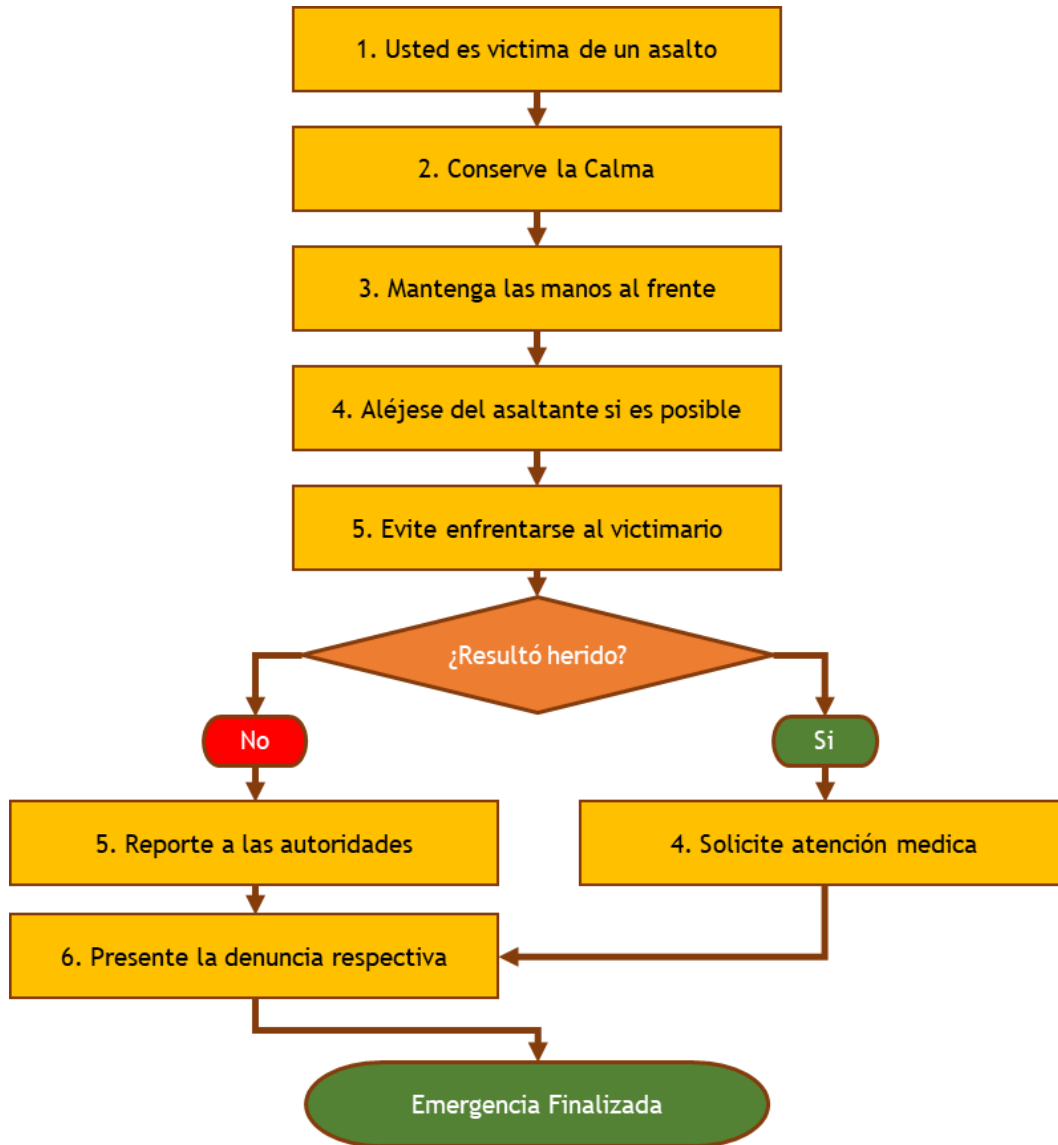 1. Usted es victima de un asalto
2. Conserve la Calma
3. Mantenga las manos al frente
4. Aléjese del asaltante si es posible
5. Evite enfrentarse al victimario
¿Resultó herido?
No
Si
5. Reporte a las autoridades
4. Solicite atención medica
6. Presente la denuncia respectiva
Emergencia Finalizada